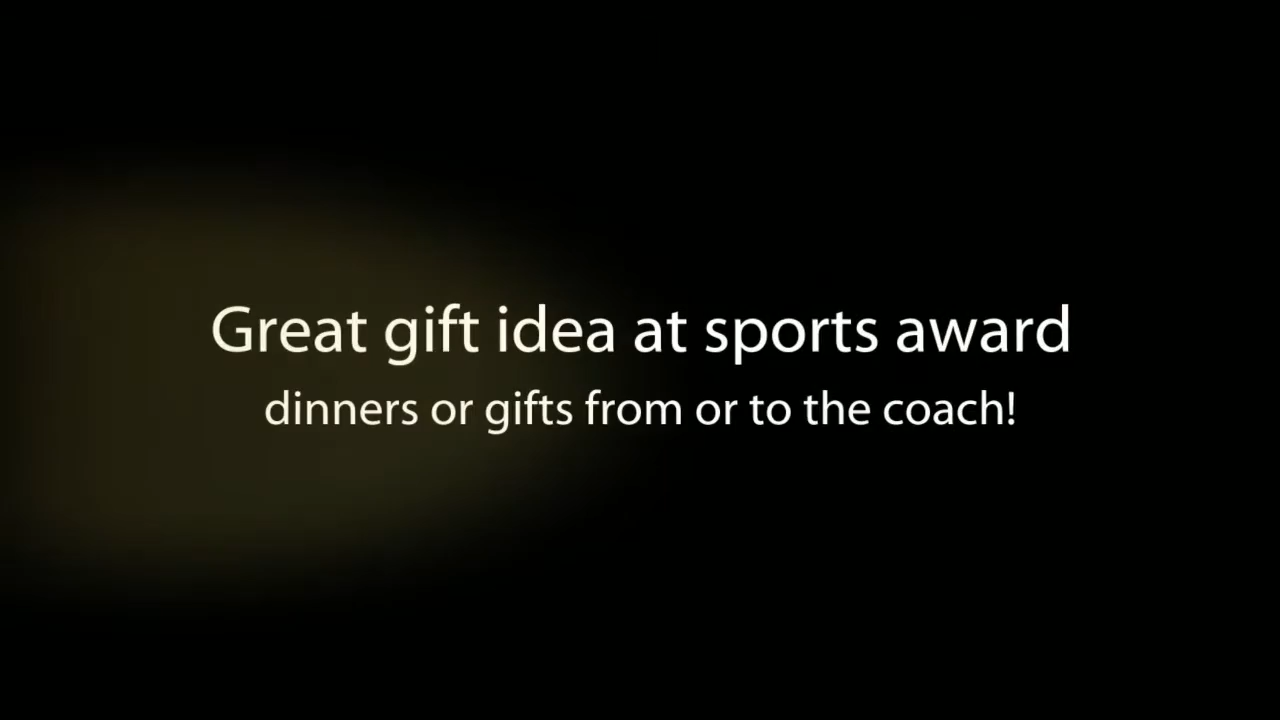 Great gift idea at sports award
dinners or gifts from or to the coach!